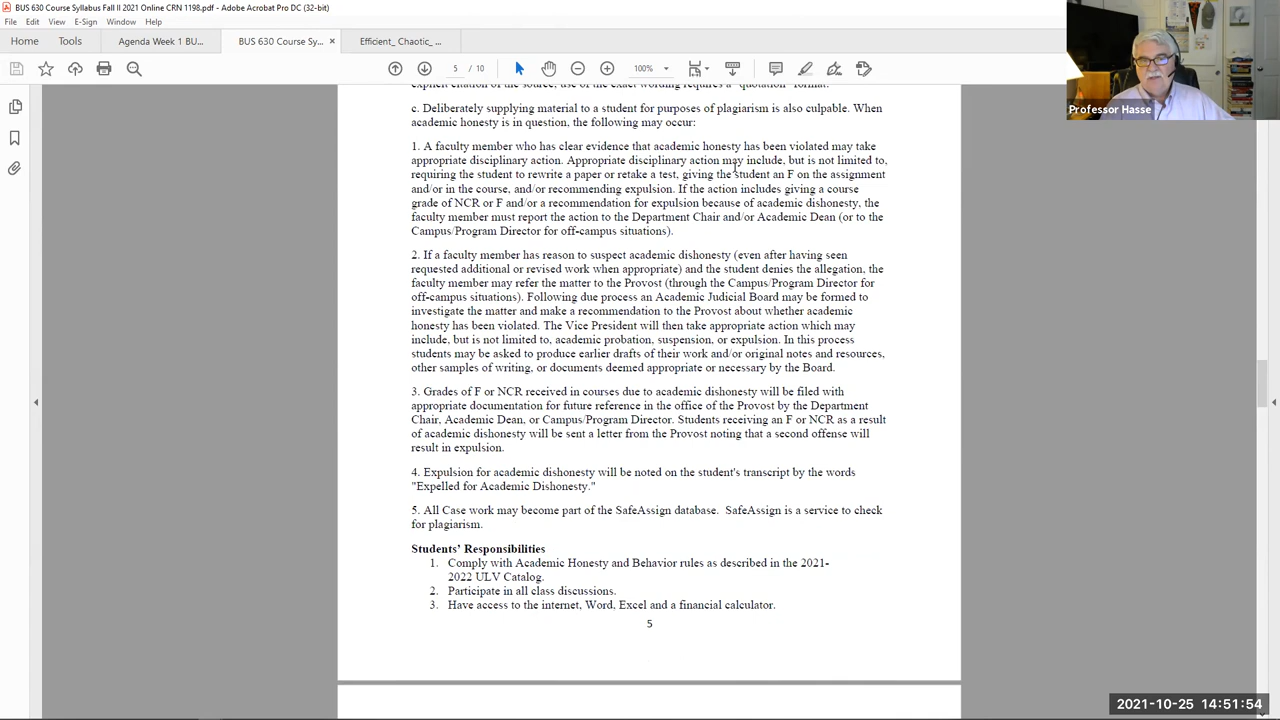 BUS 630 Course Syllabus Fall II 2021 Online CRN 1198.pdf - Adobe Acrobat Pro DC (32-bit)
File Edit View E-Sign Window Help
Home Tools Agenda Week 1 BU... BUS 630 Course Sy... × Efficient_ Chaotic_ ...
5 / 10 100%
Professor Hasse
explicit citation of the source, use of the exact wording requires a "quotation" format.
c. Deliberately supplying material to a student for purposes of plagiarism is also culpable. When
academic honesty is in question, the following may occur:
1. A faculty member who has clear evidence that academic honesty has been violated may take
appropriate disciplinary action. Appropriate disciplinary action may include, but is not limited to,
requiring the student to rewrite a paper or retake a test, giving the student an F on the assignment
and/or in the course, and/or recommending expulsion. If the action includes giving a course
grade of NCR or F and/or a recommendation for expulsion because of academic dishonesty, the
faculty member must report the action to the Department Chair and/or Academic Dean (or to the
Campus/Program Director for off-campus situations).
2. If a faculty member has reason to suspect academic dishonesty (even after having seen
requested additional or revised work when appropriate) and the student denies the allegation, the
faculty member may refer the matter to the Provost (through the Campus/Program Director for
off-campus situations). Following due process an Academic Judicial Board may be formed to
investigate the matter and make a recommendation to the Provost about whether academic
honesty has been violated. The Vice President will then take appropriate action which may
include, but is not limited to, academic probation, suspension, or expulsion. In this process
students may be asked to produce earlier drafts of their work and/or original notes and resources,
other samples of writing, or documents deemed appropriate or necessary by the Board.
3. Grades of F or NCR received in courses due to academic dishonesty will be filed with
appropriate documentation for future reference in the office of the Provost by the Department
Chair, Academic Dean, or Campus/Program Director. Students receiving an F or NCR as a result
of academic dishonesty will be sent a letter from the Provost noting that a second offense will
result in expulsion.
4. Expulsion for academic dishonesty will be noted on the student's transcript by the words
"Expelled for Academic Dishonesty."
5. All Case work may become part of the SafeAssign database. SafeAssign is a service to check
for plagiarism.
Students' Responsibilities
1. Comply with Academic Honesty and Behavior rules as described in the 2021-
2022 ULV Catalog.
2. Participate in all class discussions.
3. Have access to the internet, Word, Excel and a financial calculator.
5
2021-10-25 14:51:54